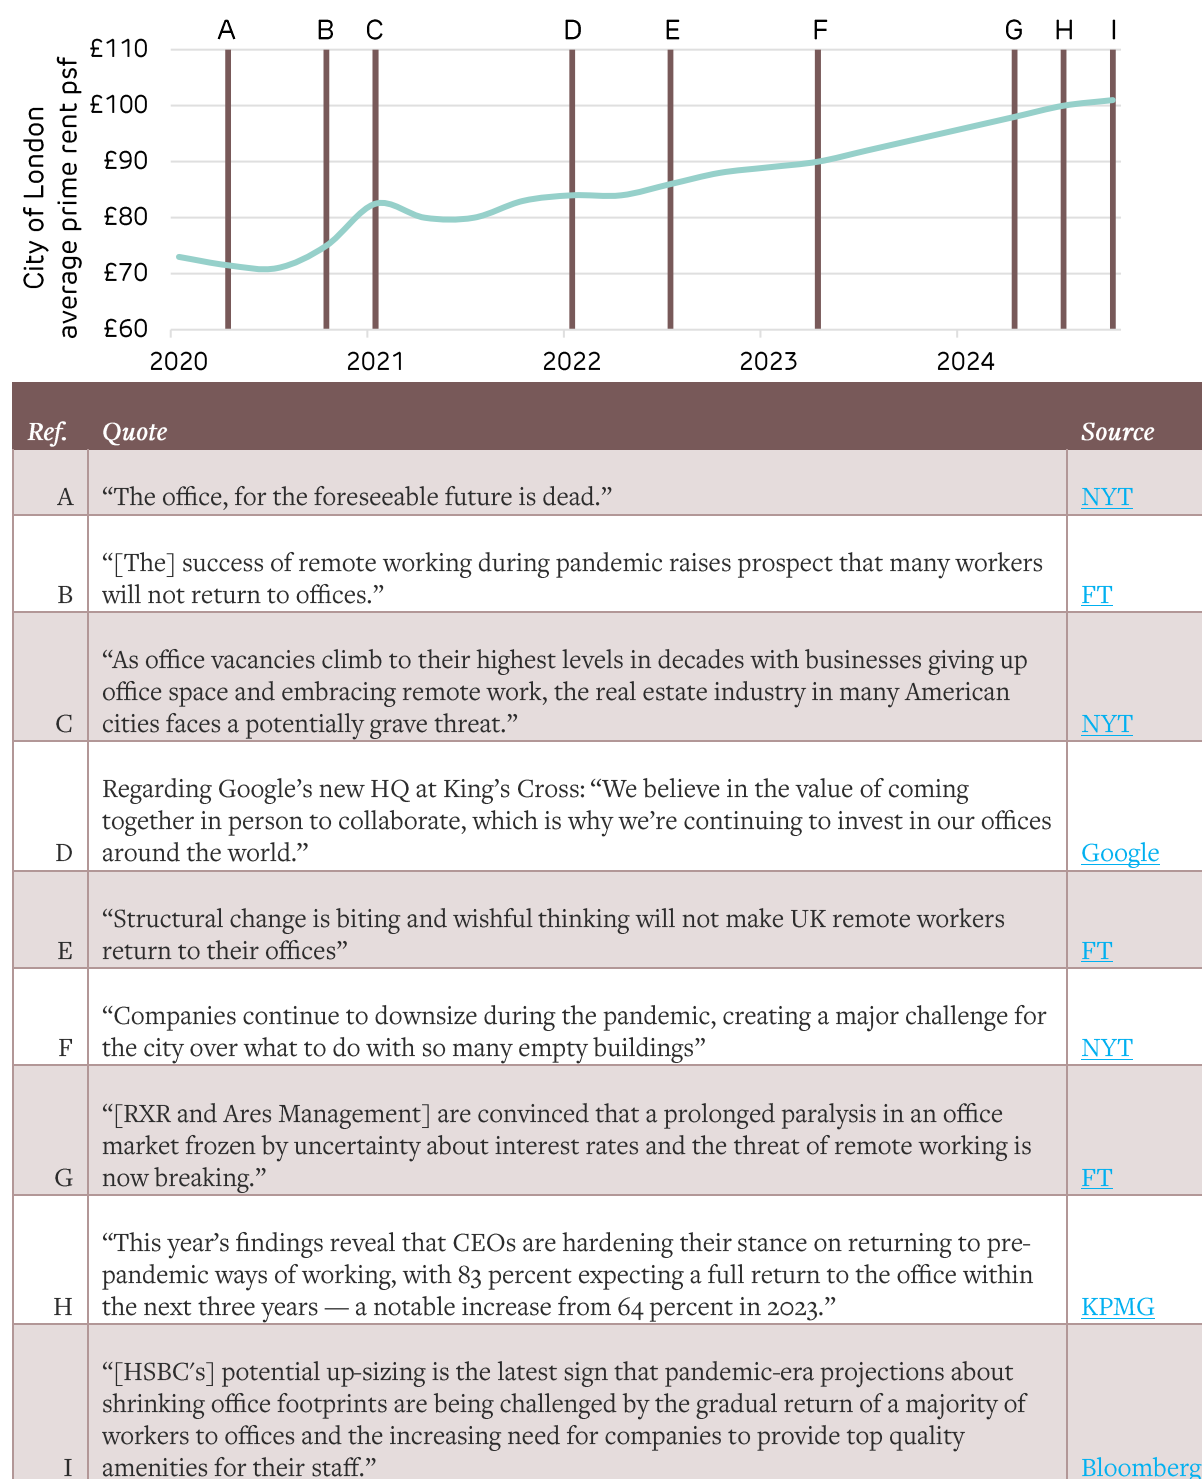 A B C D E F G H I
£110
£100
£90
£80
£70
£60
City of London
average prime rent psf
2020 2021 2022 2023 2024
Ref. Quote Source
A “The office, for the foreseeable future is dead.” NYT
“[The] success of remote working during pandemic raises prospect that many workers
B will not return to offices.” FT
“As office vacancies climb to their highest levels in decades with businesses giving up
office space and embracing remote work, the real estate industry in many American
C cities faces a potentially grave threat.” NYT
Regarding Google’s new HQ at King’s Cross: “We believe in the value of coming
together in person to collaborate, which is why we’re continuing to invest in our offices
D around the world.” Google
“Structural change is biting and wishful thinking will not make UK remote workers
E return to their offices” FT
“Companies continue to downsize during the pandemic, creating a major challenge for
F the city over what to do with so many empty buildings” NYT
“[RXR and Ares Management] are convinced that a prolonged paralysis in an office
market frozen by uncertainty about interest rates and the threat of remote working is
G now breaking.” FT
“This year’s findings reveal that CEOs are hardening their stance on returning to pre-
pandemic ways of working, with 83 percent expecting a full return to the office within
H the next three years — a notable increase from 64 percent in 2023.” KPMG
“[HSBC's] potential up-sizing is the latest sign that pandemic-era projections about
shrinking office footprints are being challenged by the gradual return of a majority of
workers to offices and the increasing need for companies to provide top quality
I amenities for their staff.” Bloomberg